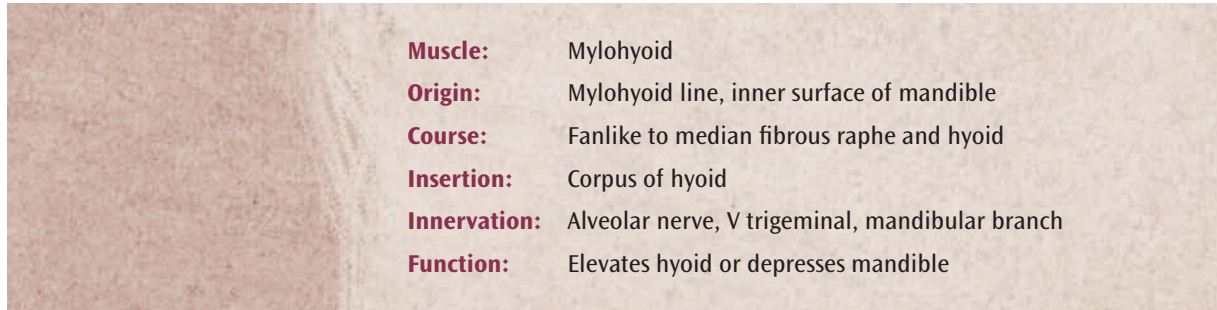 Muscle: Mylohyoid
Origin: Mylohyoid line, inner surface of mandible
Course: Fanlike to median fibrous raphe and hyoid
Insertion: Corpus of hyoid
Innervation: Alveolar nerve, V trigeminal, mandibular branch
Function: Elevates hyoid or depresses mandible